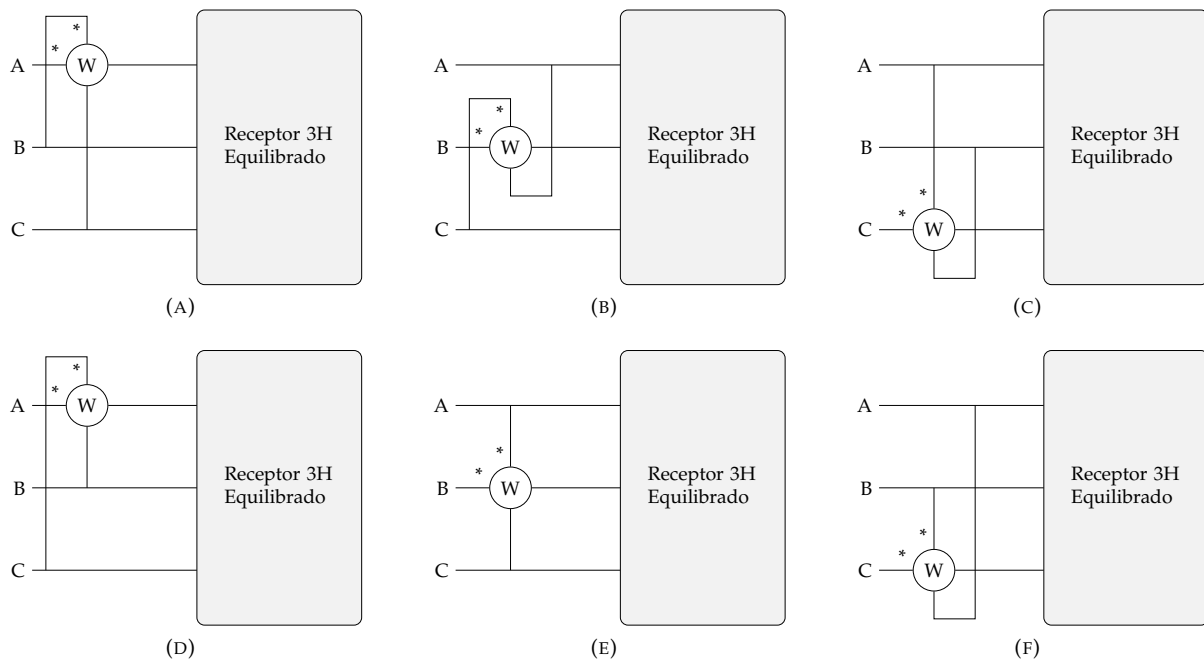 * *
A W
B
C
Receptor 3H
Equilibrado
(A)
A
* *
B W
C
Receptor 3H
Equilibrado
(B)
A
B
* *
C W
Receptor 3H
Equilibrado
(C)
* *
A W
B
C
Receptor 3H
Equilibrado
(D)
A
* *
B W
C
Receptor 3H
Equilibrado
(E)
A
B
* *
C W
Receptor 3H
Equilibrado
(F)